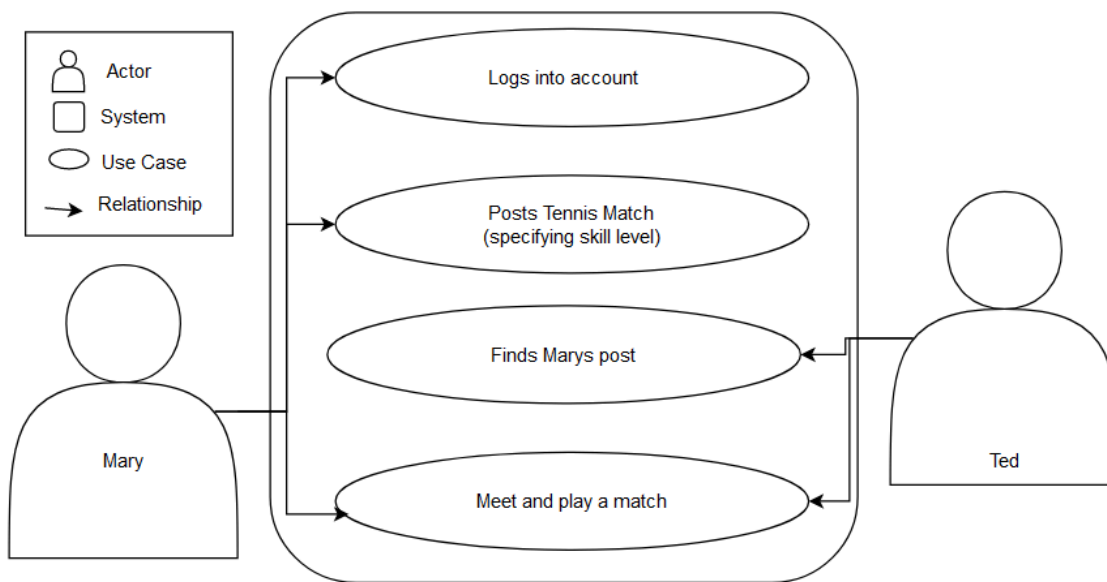 Actor
System
Use Case
Relationship
Logs into account
Posts Tennis Match
(specifying skill level)
Finds Marys post
Meet and play a match
Mary
Ted